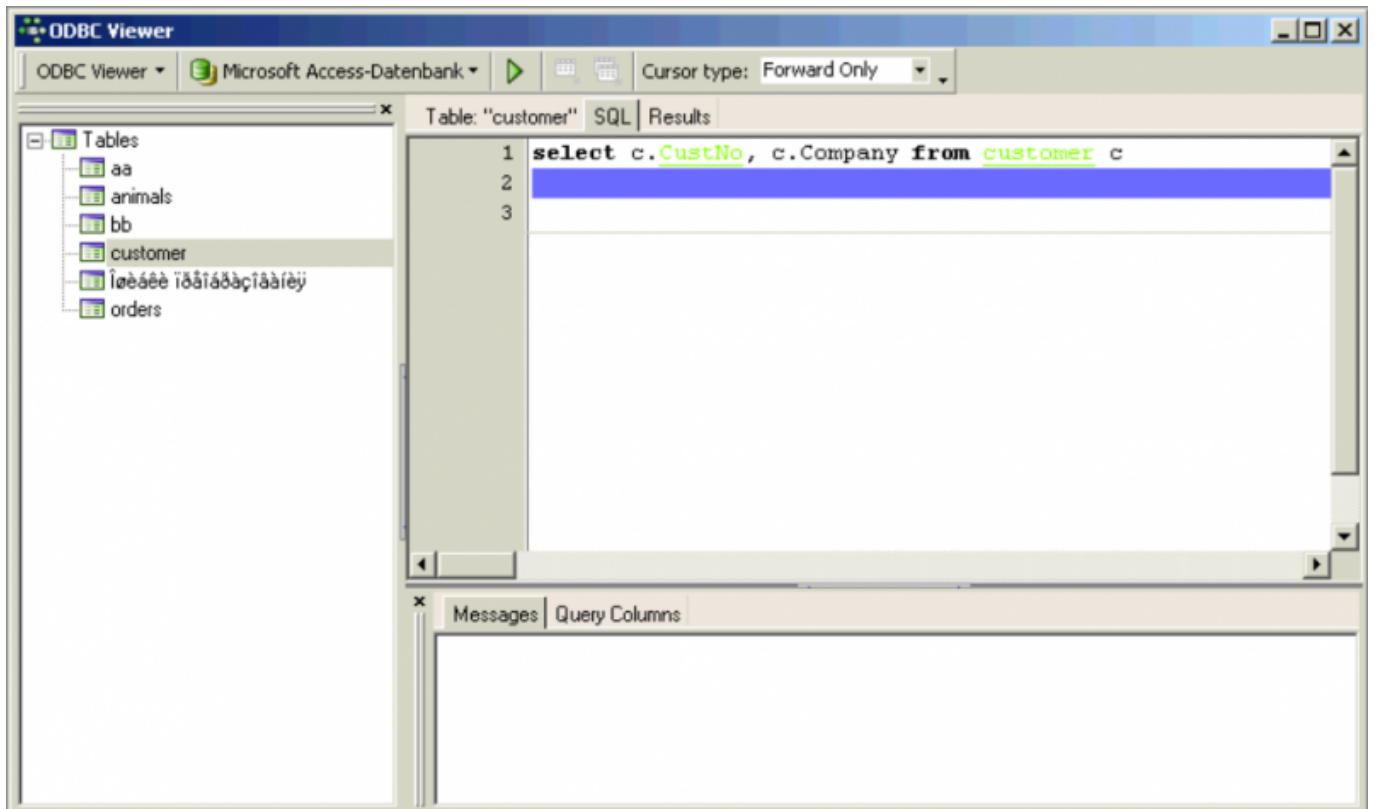 ODBC Viewer
ODBC Viewer Microsoft Access-Datenbank Cursor type: Forward Only
Table: "customer" SQL Results
Tables
aa
animals
bb
customer
Îøèáêè ïðåîáðàçîâàíèÿ
orders
1 select c.CustNo, c.Company from customer c
2
3
Messages Query Columns